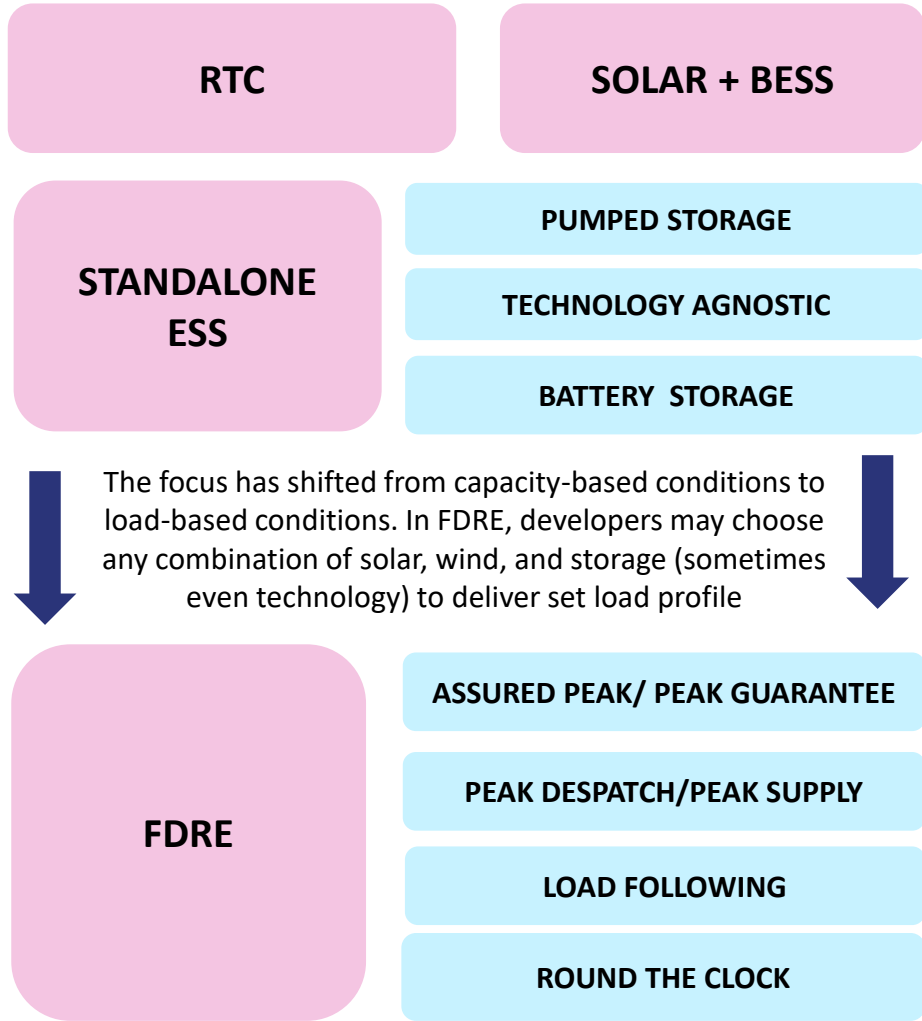 RTC
SOLAR + BESS
STANDALONE
ESS
PUMPED STORAGE
TECHNOLOGY AGNOSTIC
BATTERY STORAGE
The focus has shifted from capacity-based conditions to
load-based conditions. In FDRE, developers may choose
any combination of solar, wind, and storage (sometimes
even technology) to deliver set load profile
FDRE
ASSURED PEAK/ PEAK GUARANTEE
PEAK DESPATCH/PEAK SUPPLY
LOAD FOLLOWING
ROUND THE CLOCK